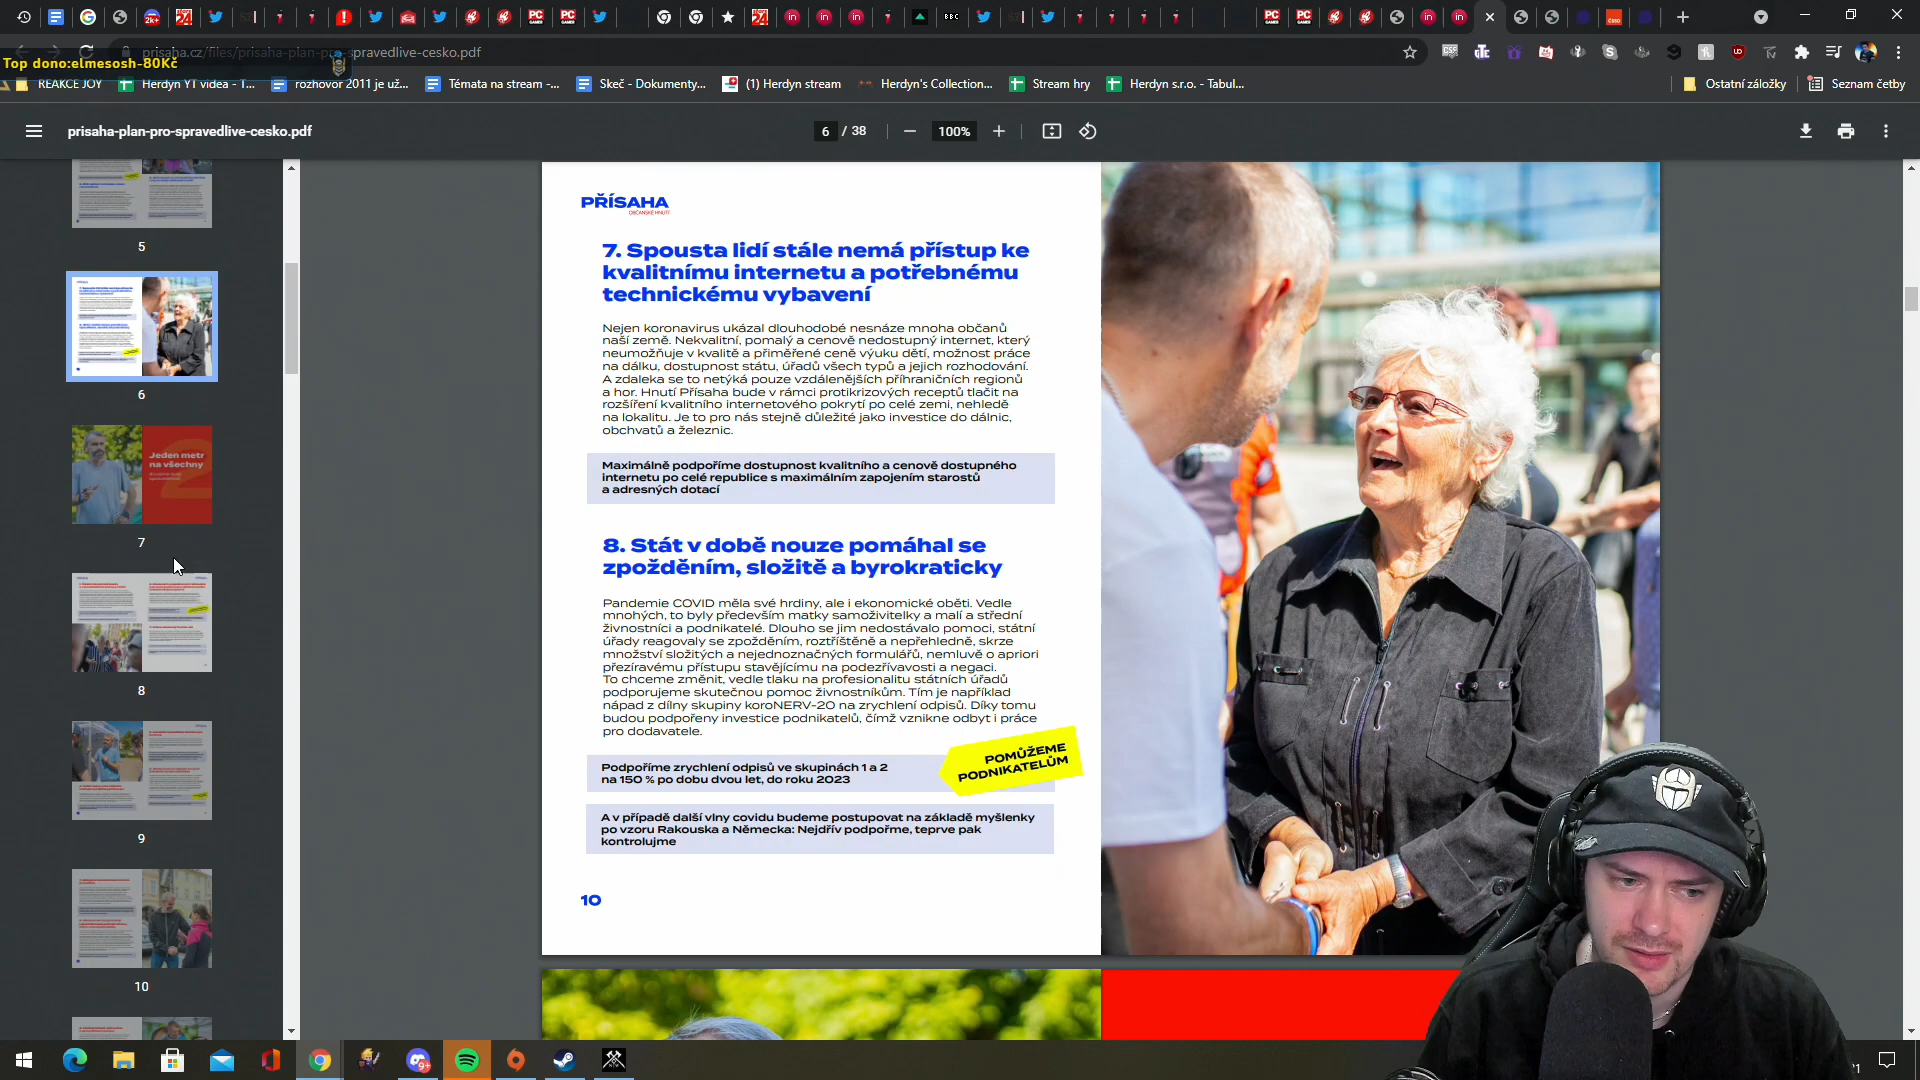 prisaha.cz/files/prisaha-plan-pro-spravedlive-cesko.pdf
Top dono:elmesosh-80Kč
REAKCE JOY
Herdyn YT videa - T...
rozhovor 2011 je už...
Témata na stream -...
Skeč - Dokumenty...
(1) Herdyn stream
Herdyn's Collection...
Stream hry
Herdyn s.r.o. - Tabul...
Ostatní záložky
Seznam četby
prisaha-plan-pro-spravedlive-cesko.pdf
6 / 38
100%
5
6
Jeden metr
na všechny
7
8
9
10
PŘÍSAHA
OBČANSKÉ HNUTÍ
7. Spousta lidí stále nemá přístup ke
kvalitnímu internetu a potřebnému
technickému vybavení
Nejen koronavirus ukázal dlouhodobé nesnáze mnoha občanů
naší země. Nekvalitní, pomalý a cenově nedostupný internet, který
neumožňuje v kvalitě a přiměřené ceně výuku dětí, možnost práce
na dálku, dostupnost státu, úřadů všech typů a jejich rozhodování.
A zdaleka se to netýká pouze vzdálenějších příhraničních regionů
a hor. Hnutí Přísaha bude v rámci protikrizových receptů tlačit na
rozšíření kvalitního internetového pokrytí po celé zemi, nehledě
na lokalitu. Je to pro nás stejně důležité jako investice do dálnic,
obchvatů a železnic.
Maximálně podpoříme dostupnost kvalitního a cenově dostupného
internetu po celé republice s maximálním zapojením starostů
a adresných dotací
8. Stát v době nouze pomáhal se
zpožděním, složitě a byrokraticky
Pandemie COVID měla své hrdiny, ale i ekonomické oběti. Vedle
mnohých, to byly především matky samoživitelky a malí a střední
živnostníci a podnikatelé. Dlouho se jim nedostávalo pomoci, státní
úřady reagovaly se zpožděním, roztříštěně a nepřehledně, skrze
množství složitých a nejednoznačných formulářů, nemluvě o apriori
přezíravému přístupu stavějícímu na podezřívavosti a negaci.
To chceme změnit, vedle tlaku na profesionalitu státních úřadů
podporujeme skutečnou pomoc živnostníkům. Tím je například
nápad z dílny skupiny koroNERV-20 na zrychlení odpisů. Díky tomu
budou podpořeny investice podnikatelů, čímž vznikne odbyt i práce
pro dodavatele.
POMŮŽEME
PODNIKATELŮM
Podpoříme zrychlení odpisů ve skupinách 1 a 2
na 150 % po dobu dvou let, do roku 2023
A v případě další vlny covidu budeme postupovat na základě myšlenky
po vzoru Rakouska a Německa: Nejdřív podpořme, teprve pak
kontrolujme
10